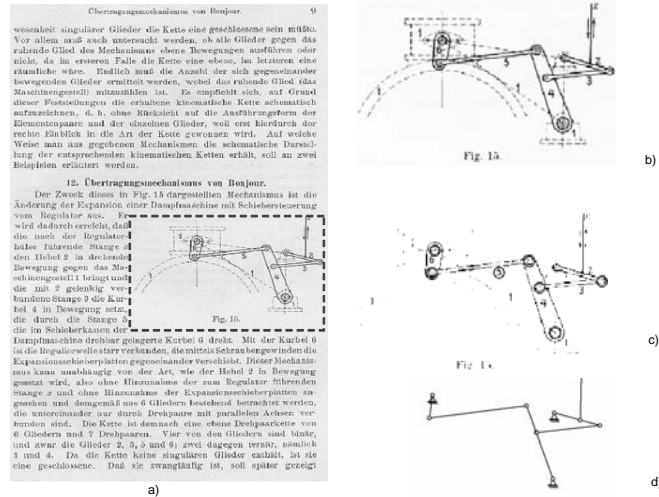 Übertragungsmechanismus von Bonjour. 9
wesenheit singulärer Glieder die Kette eine geschlossene sein müßte.
Vor allem muß auch untersucht werden, ob alle Glieder gegen das
ruhende Glied des Mechanismus ebene Bewegungen ausführen oder
nicht, da im ersteren Falle die Kette eine ebene, im letzteren eine
räumliche wäre. Endlich muß die Anzahl der sich gegeneinander
bewegenden Glieder ermittelt werden, wobei das ruhende Glied (das
Maschinengestell) mitzuzählen ist. Es empfiehlt sich, auf Grund
dieser Feststellungen die erhaltene kinematische Kette schematisch
aufzuzeichnen, d. h. ohne Rücksicht auf die Ausführungsform der
Elementenpaare und der einzelnen Glieder, weil erst hierdurch der
rechte Einblick in die Art der Kette gewonnen wird. Auf welche
Weise man aus gegebenen Mechanismen die schematische Darstel-
lung der entsprechenden kinematischen Ketten erhält, soll an zwei
Beispielen erläutert werden.
12. Übertragungsmechanismus von Bonjour.
Der Zweck dieses in Fig. 15 dargestellten Mechanismus ist die
Änderung der Expansion einer Dampfmaschine mit Schiebersteuerung
vom Regulator aus. Er
wird dadurch erreicht, daß
die nach der Regulator-
hülse führende Stange x
den Hebel 2 in drehende
Bewegung gegen das Ma-
schinengestell 1 bringt und
die mit 2 gelenkig ver-
bundene Stange 3 die Kur-
bel 4 in Bewegung setzt,
die durch die Stange 5
die im Schieberkasten der
Fig. 15.
Dampfmaschine drehbar gelagerte Kurbel 6 dreht. Mit der Kurbel 6
ist die Regulierwelle starr verbunden, die mittels Schraubengewinden die
Expansionsschieberplatten gegeneinander verschiebt. Dieser Mechanis-
mus kann unabhängig von der Art, wie der Hebel 2 in Bewegung
gesetzt wird, also ohne Hinzunahme der zum Regulator führenden
Stange x und ohne Hinzunahme der Expansionsschieberplatten an-
gesehen und demgemäß aus 6 Gliedern bestehend betrachtet werden,
die untereinander nur durch Drehpaare mit parallelen Achsen ver-
bunden sind. Die Kette ist demnach eine ebene Drehpaarkette von
6 Gliedern und 7 Drehpaaren. Vier von den Gliedern sind binär,
und zwar die Glieder 2, 3, 5 und 6; zwei dagegen ternär, nämlich
1 und 4. Da die Kette keine singulären Glieder enthält, ist sie
eine geschlossene. Daß sie zwangläufig ist, soll später gezeigt
a)
1 6 5 1 4 2 3 1
Fig. 15.
b)
6 5 1 4 2 3 1
c)
d)